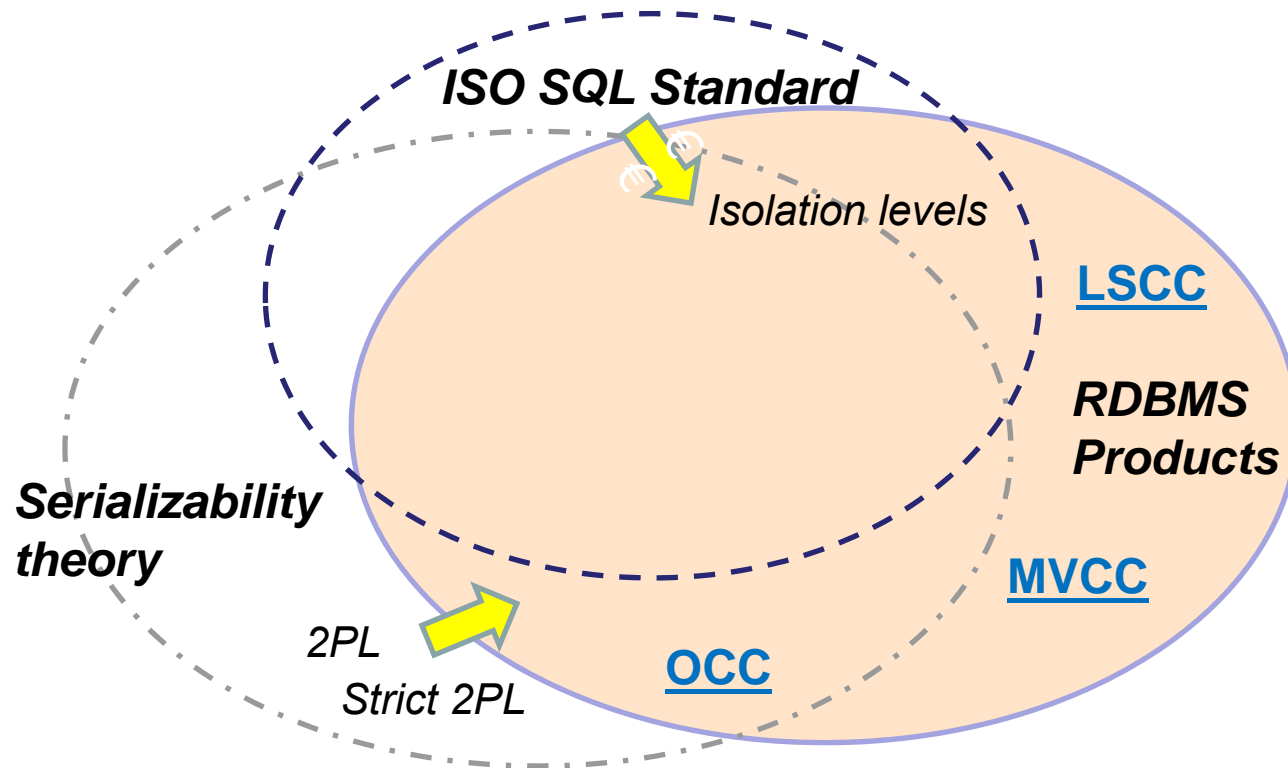 ISO SQL Standard
€ €
Isolation levels
LSCC
RDBMS
Products
Serializability
theory
MVCC
2PL
OCC
Strict 2PL